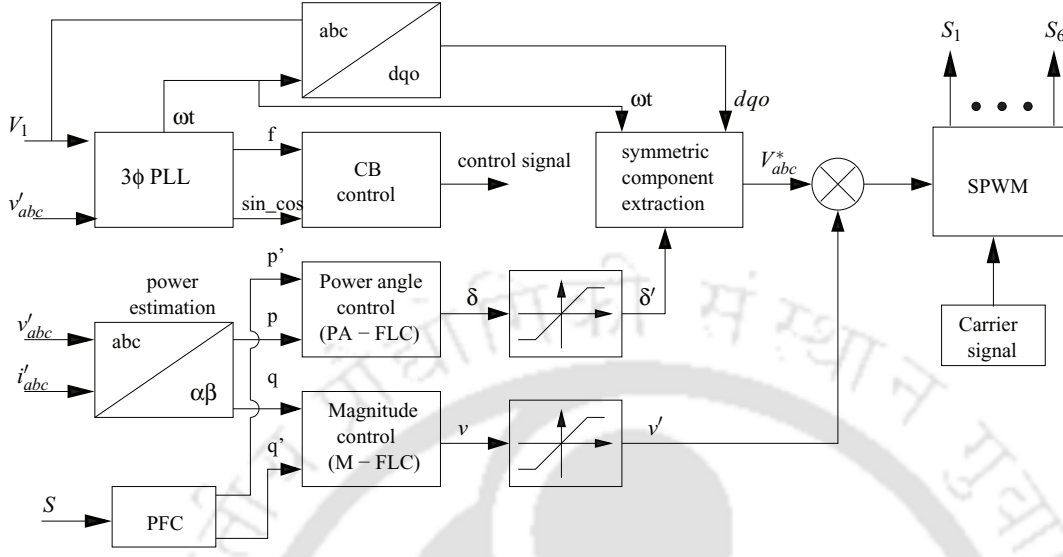 abc
dqo
S1
S6
ωt
dqo
V1
ωt
f
3ϕ PLL
CB
control
control signal
symmetric
component
extraction
V*abc
SPWM
v′abc
sin_cos
p’
power
estimation
Power angle
control
(PA − FLC)
δ
δ′
v′abc
abc
p
Carrier
signal
i′abc
αβ
q
Magnitude
control
(M − FLC)
v
v′
q’
S
PFC